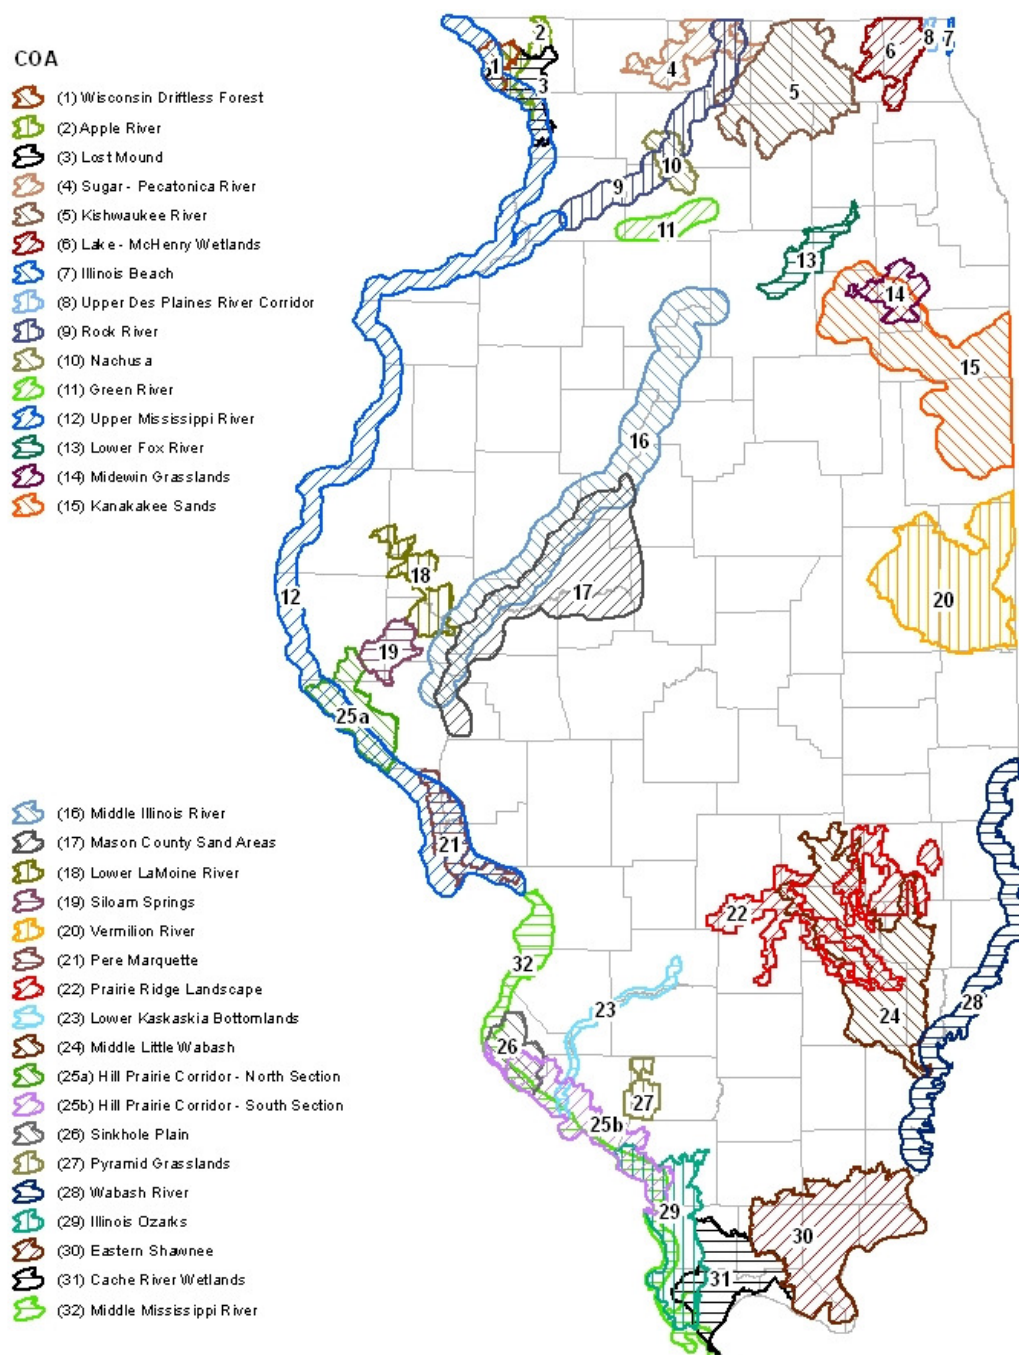 COA
(1) Wisconsin Driftless Forest
(2) Apple River
(3) Lost Mound
(4) Sugar - Pecatonica River
(5) Kishwaukee River
(6) Lake - McHenry Wetlands
(7) Illinois Beach
(8) Upper Des Plaines River Corridor
(9) Rock River
(10) Nachusa
(11) Green River
(12) Upper Mississippi River
(13) Lower Fox River
(14) Midewin Grasslands
(15) Kanakakee Sands
(16) Middle Illinois River
(17) Mason County Sand Areas
(18) Lower LaMoine River
(19) Siloam Springs
(20) Vermilion River
(21) Pere Marquette
(22) Prairie Ridge Landscape
(23) Lower Kaskaskia Bottomlands
(24) Middle Little Wabash
(25a) Hill Prairie Corridor - North Section
(25b) Hill Prairie Corridor - South Section
(26) Sinkhole Plain
(27) Pyramid Grasslands
(28) Wabash River
(29) Illinois Ozarks
(30) Eastern Shawnee
(31) Cache River Wetlands
(32) Middle Mississippi River
2
8
7
1
6
4
3
5
10
9
11
13
14
15
16
18
17
12
20
19
25a
21
22
32
28
23
24
26
27
25b
29
30
31